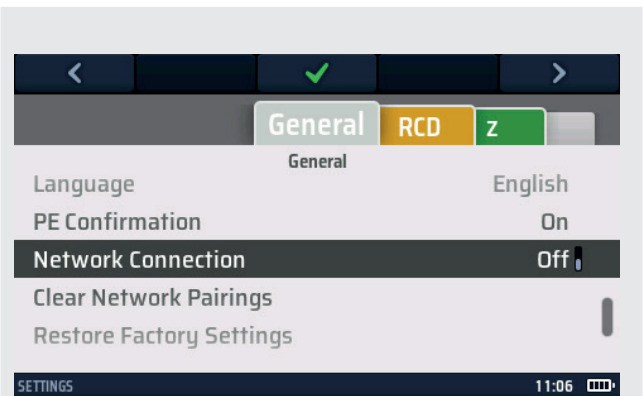 General RCD Z
General
Language English
PE Confirmation On
Network Connection Off
Clear Network Pairings
Restore Factory Settings
SETTINGS 11:06